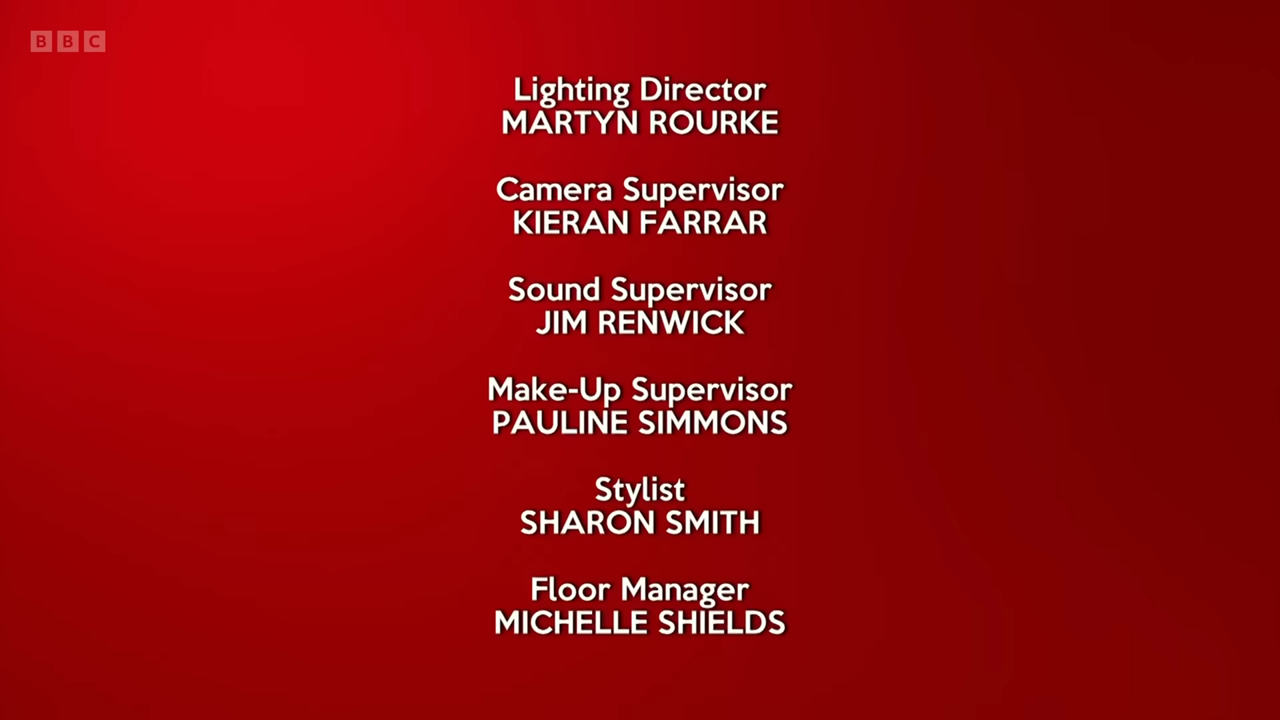 BBC
Lighting Director
MARTYN ROURKE
Camera Supervisor
KIERAN FARRAR
Sound Supervisor
JIM RENWICK
Make-Up Supervisor
PAULINE SIMMONS
Stylist
SHARON SMITH
Floor Manager
MICHELLE SHIELDS